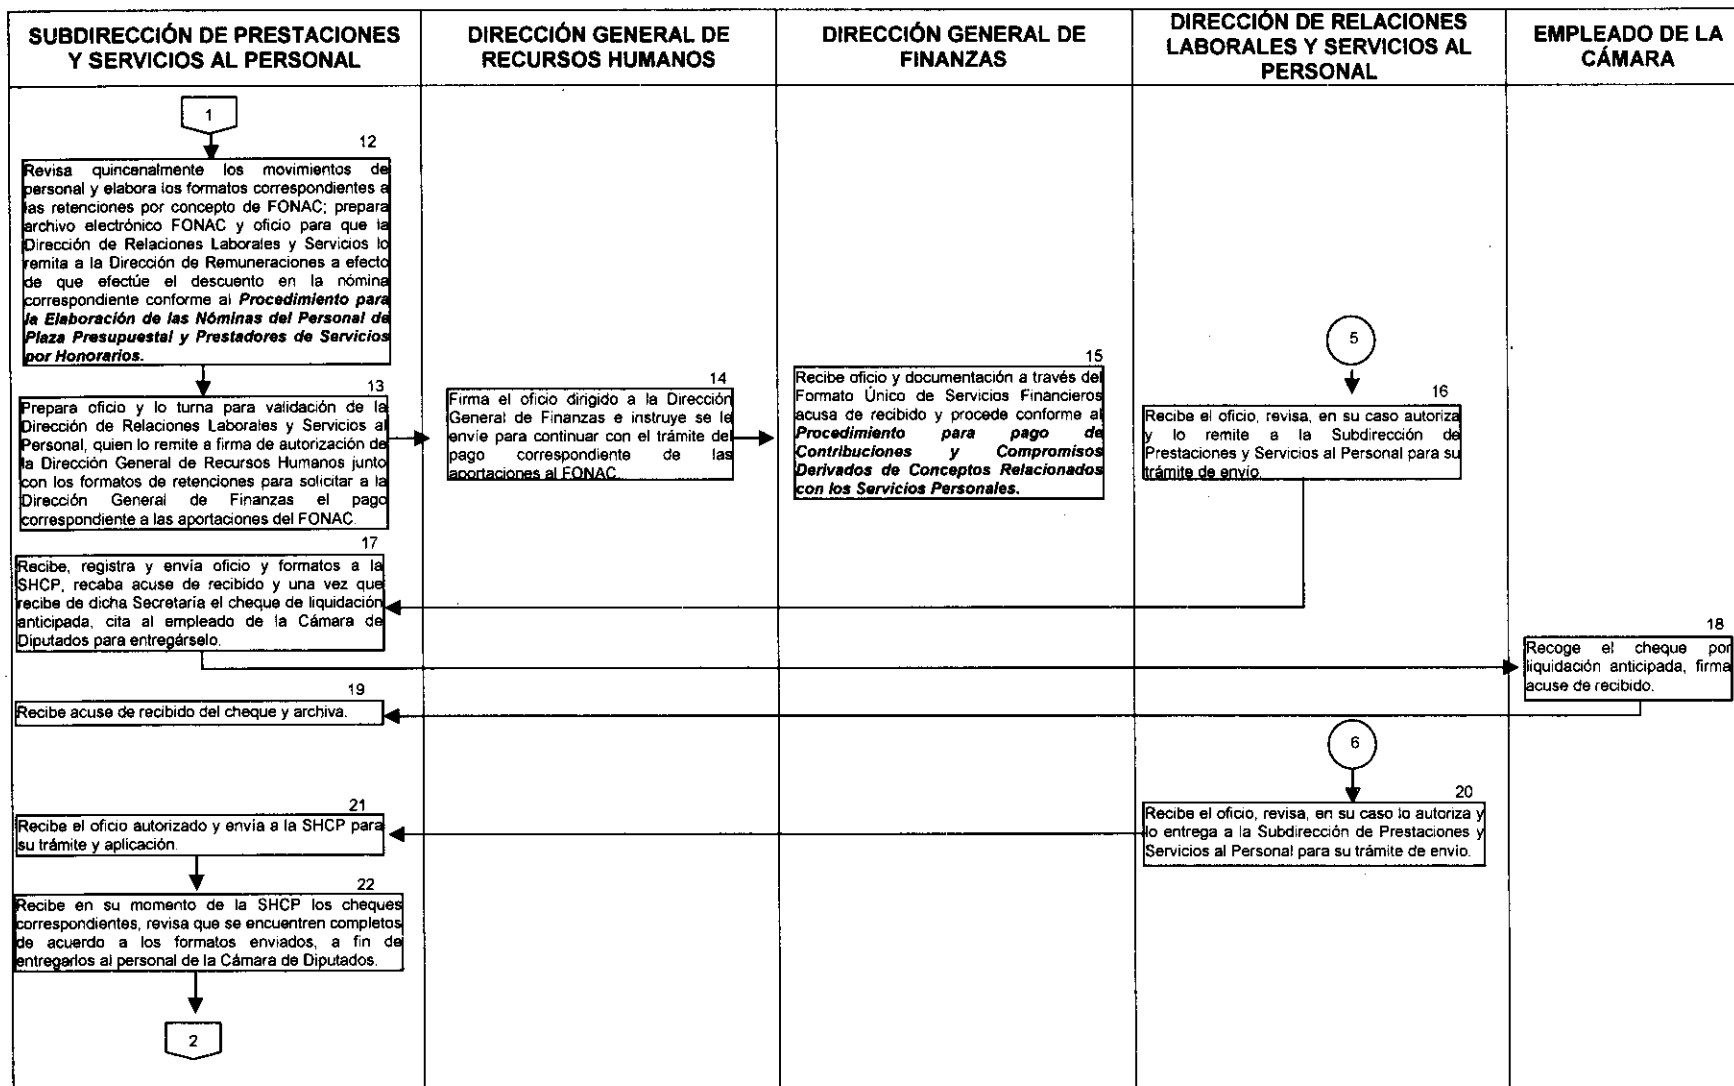 SUBDIRECCIÓN DE PRESTACIONES
Y SERVICIOS AL PERSONAL
DIRECCIÓN GENERAL DE
RECURSOS HUMANOS
DIRECCIÓN GENERAL DE
FINANZAS
DIRECCIÓN DE RELACIONES
LABORALES Y SERVICIOS AL
PERSONAL
EMPLEADO DE LA
CÁMARA
1
12
Revisa quincenalmente los movimientos de
personal y elabora los formatos correspondientes a
las retenciones por concepto de FONAC; prepara
archivo electrónico FONAC y oficio para que la
Dirección de Relaciones Laborales y Servicios lo
remita a la Dirección de Remuneraciones a efecto
de que efectúe el descuento en la nómina
correspondiente conforme al Procedimiento para
la Elaboración de las Nóminas del Personal de
Plaza Presupuestal y Prestadores de Servicios
por Honorarios.
13
Prepara oficio y lo turna para validación de la
Dirección de Relaciones Laborales y Servicios al
Personal, quien lo remite a firma de autorización de
la Dirección General de Recursos Humanos junto
con los formatos de retenciones para solicitar a la
Dirección General de Finanzas el pago
correspondiente a las aportaciones del FONAC.
14
Firma el oficio dirigido a la Dirección
General de Finanzas e instruye se le
envíe para continuar con el trámite del
pago correspondiente de las
aportaciones al FONAC.
15
Recibe oficio y documentación a través del
Formato Único de Servicios Financieros
acusa de recibido y procede conforme al
Procedimiento para pago de
Contribuciones y Compromisos
Derivados de Conceptos Relacionados
con los Servicios Personales.
5
16
Recibe el oficio, revisa, en su caso autoriza
y lo remite a la Subdirección de
Prestaciones y Servicios al Personal para su
trámite de envío.
17
Recibe, registra y envía oficio y formatos a la
SHCP, recaba acuse de recibido y una vez que
recibe de dicha Secretaría el cheque de liquidación
anticipada, cita al empleado de la Cámara de
Diputados para entregárselo.
18
Recoge el cheque por
liquidación anticipada, firma
acuse de recibido.
19
Recibe acuse de recibido del cheque y archiva.
6
20
Recibe el oficio, revisa, en su caso lo autoriza y
lo entrega a la Subdirección de Prestaciones y
Servicios al Personal para su trámite de envío.
21
Recibe el oficio autorizado y envía a la SHCP para
su trámite y aplicación.
22
Recibe en su momento de la SHCP los cheques
correspondientes, revisa que se encuentren completos
de acuerdo a los formatos enviados, a fin de
entregarlos al personal de la Cámara de Diputados.
2